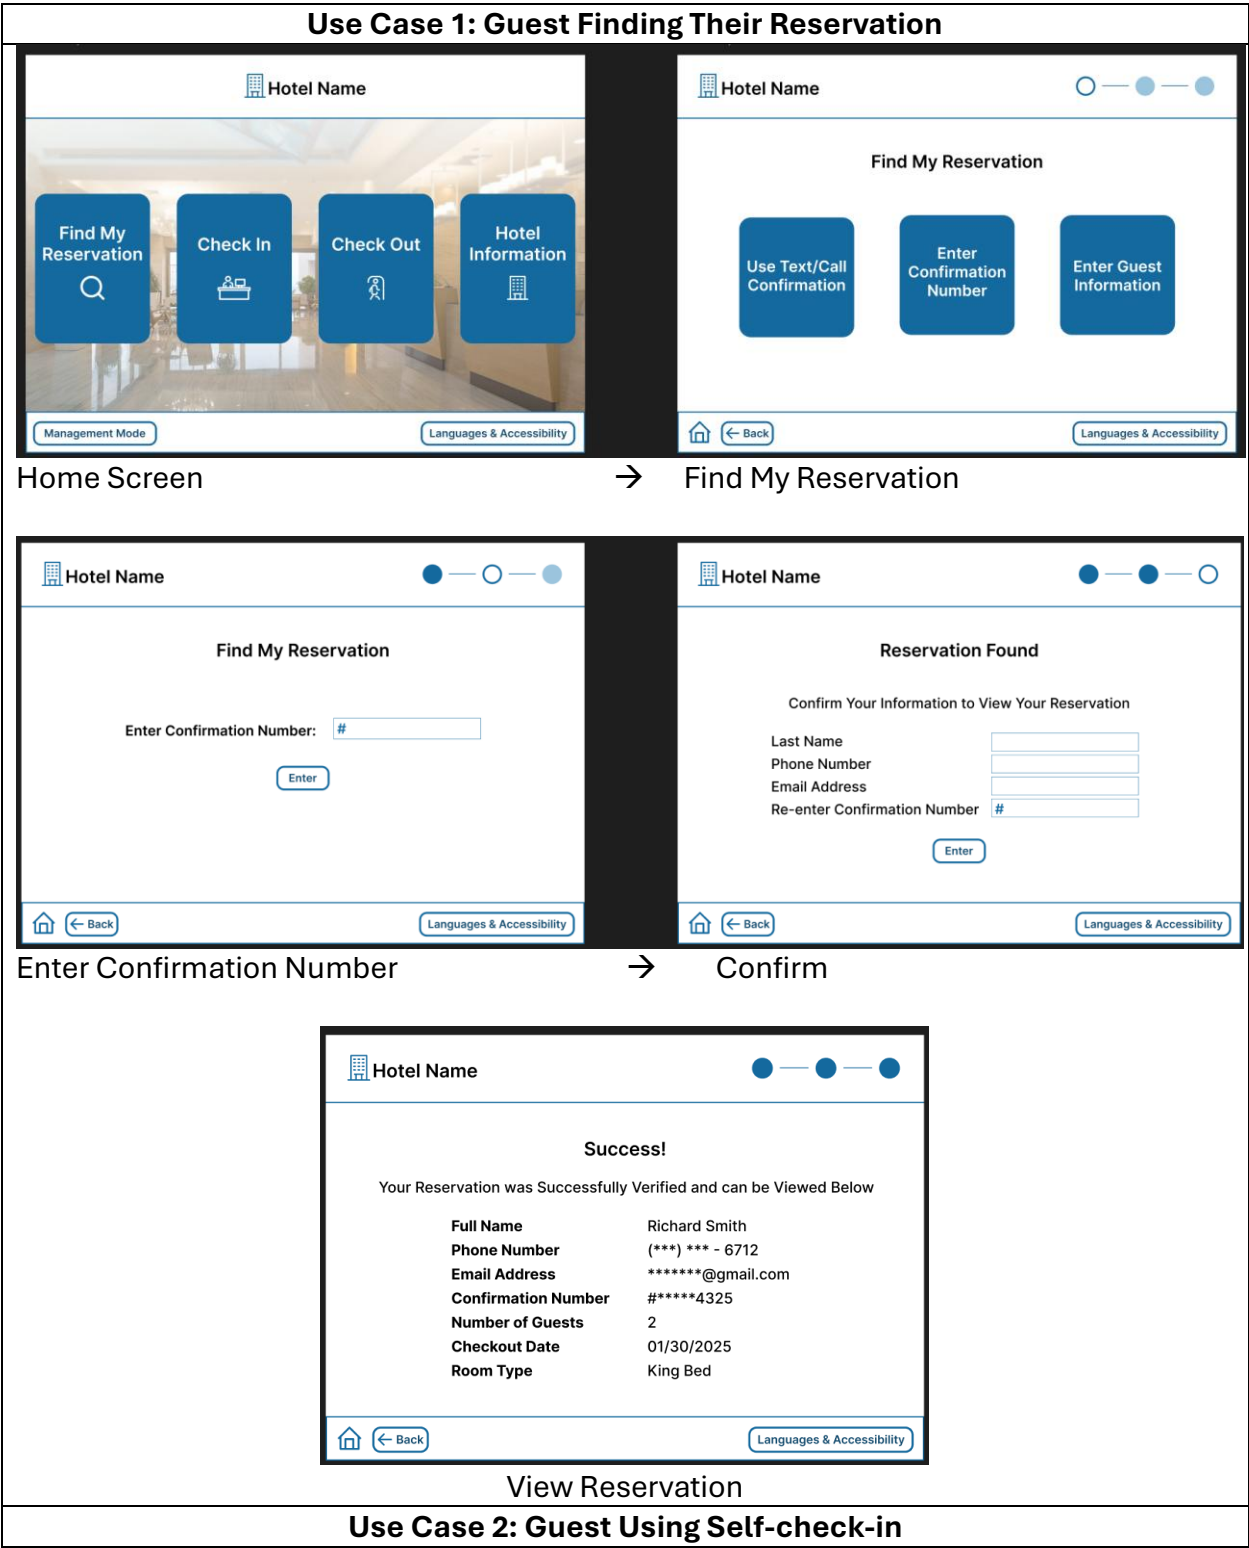 Use Case 1: Guest Finding Their Reservation
Hotel Name
Find My
Reservation
Check In
Check Out
Hotel
Information
Management Mode
Languages & Accessibility
Hotel Name
Find My Reservation
Use Text/Call
Confirmation
Enter
Confirmation
Number
Enter Guest
Information
← Back
Languages & Accessibility
Home Screen → Find My Reservation
Hotel Name
Find My Reservation
Enter Confirmation Number: #
Enter
← Back
Languages & Accessibility
Hotel Name
Reservation Found
Confirm Your Information to View Your Reservation
Last Name
Phone Number
Email Address
Re-enter Confirmation Number #
Enter
← Back
Languages & Accessibility
Enter Confirmation Number → Confirm
Hotel Name
Success!
Your Reservation was Successfully Verified and can be Viewed Below
Full Name Richard Smith
Phone Number (***) *** - 6712
Email Address *******@gmail.com
Confirmation Number #*****4325
Number of Guests 2
Checkout Date 01/30/2025
Room Type King Bed
← Back
Languages & Accessibility
View Reservation
Use Case 2: Guest Using Self-check-in